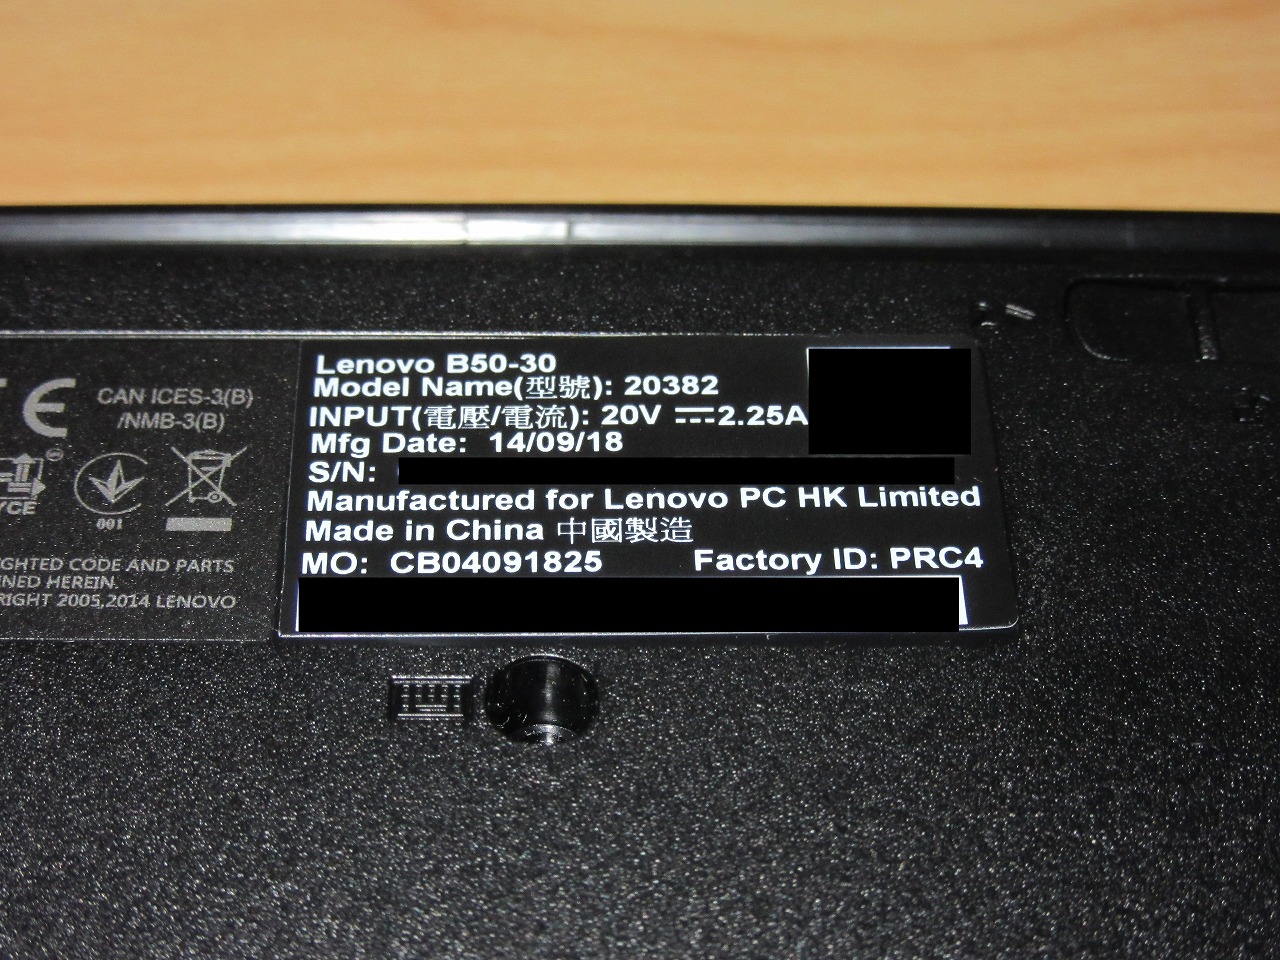 CAN ICES-3(B)
/NMB-3(B)
001
GHTED CODE AND PARTS
INED HEREIN.
RIGHT 2005,2014 LENOVO
Lenovo B50-30
Model Name(型號): 20382
INPUT(電壓/電流): 20V ⎓2.25A
Mfg Date: 14/09/18
S/N:
Manufactured for Lenovo PC HK Limited
Made in China 中國製造
MO: CB04091825 Factory ID: PRC4